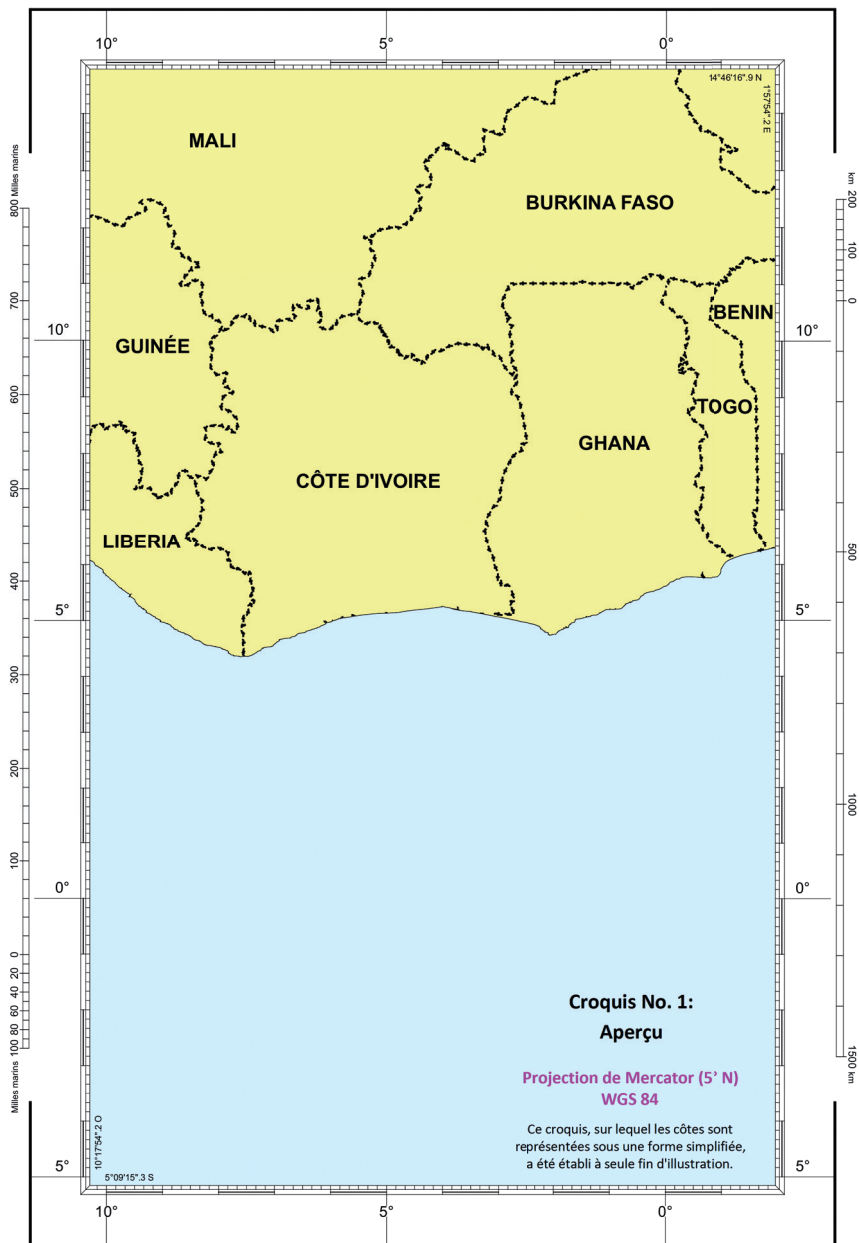 10° 5° 0°
14°46'16".9 N
1°57'54".2 E
MALI
BURKINA FASO
BENIN
GUINÉE
TOGO
GHANA
CÔTE D'IVOIRE
LIBERIA
10° 10°
5° 5°
0° 0°
5° 5°
Milles marins
800
700
600
500
400
300
200
100
0
20
40
60
80
100
Milles marins
km
200
100
0
500
1000
1500 km
Croquis No. 1:
Aperçu
Projection de Mercator (5' N)
WGS 84
Ce croquis, sur lequel les côtes sont
représentées sous une forme simplifiée,
a été établi à seule fin d'illustration.
10°17'54".2 O
5°09'15".3 S
10° 5° 0°